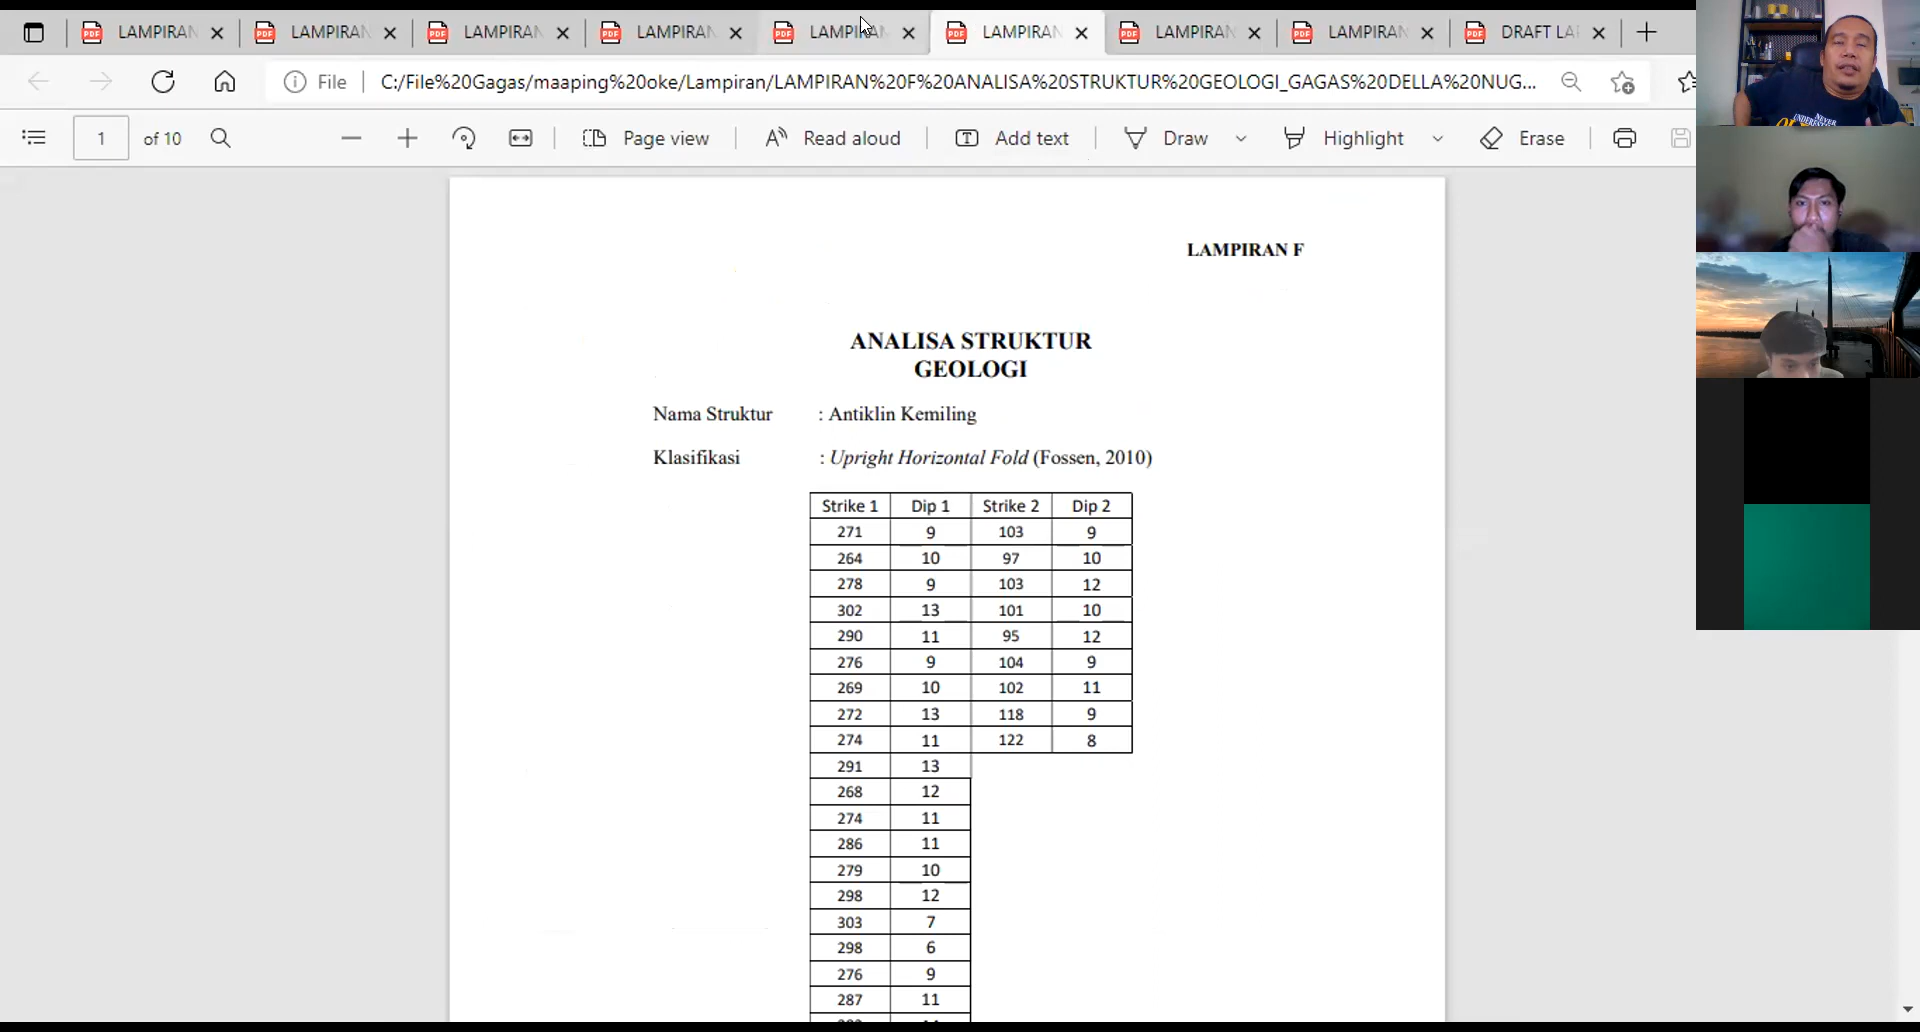 LAMPIRAN
LAMPIRAN
LAMPIRAN
LAMPIRAN
LAMPIRAN
LAMPIRAN
LAMPIRAN
LAMPIRAN
DRAFT LA
File
C:/File%20Gagas/maaping%20oke/Lampiran/LAMPIRAN%20F%20ANALISA%20STRUKTUR%20GEOLOGI_GAGAS%20DELLA%20NUG...
1 of 10
Page view
Read aloud
Add text
Draw
Highlight
Erase
LAMPIRAN F
ANALISA STRUKTUR
GEOLOGI
Nama Struktur : Antiklin Kemiling
Klasifikasi : Upright Horizontal Fold (Fossen, 2010)
Strike 1 Dip 1 Strike 2 Dip 2
271 9 103 9
264 10 97 10
278 9 103 12
302 13 101 10
290 11 95 12
276 9 104 9
269 10 102 11
272 13 118 9
274 11 122 8
291 13
268 12
274 11
286 11
279 10
298 12
303 7
298 6
276 9
287 11
NEVER